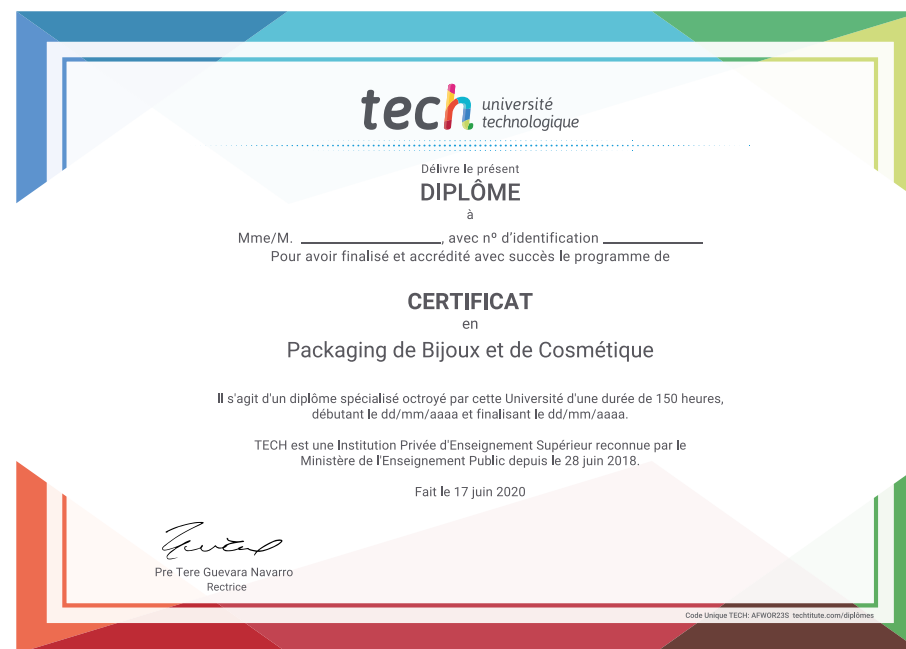 tech université
technologique
Délivre le présent
DIPLÔME
à
Mme/M. ____________________, avec nº d'identification ______________
Pour avoir finalisé et accrédité avec succès le programme de
CERTIFICAT
en
Packaging de Bijoux et de Cosmétique
Il s'agit d'un diplôme spécialisé octroyé par cette Université d'une durée de 150 heures,
débutant le dd/mm/aaaa et finalisant le dd/mm/aaaa.
TECH est une Institution Privée d'Enseignement Supérieur reconnue par le
Ministère de l'Enseignement Public depuis le 28 juin 2018.
Fait le 17 juin 2020
Pre Tere Guevara Navarro
Rectrice
Code Unique TECH: AFWOR23S techtitute.com/diplômes